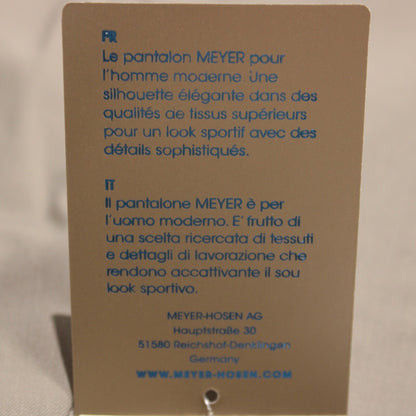 FR
Le pantalon MEYER pour
l'homme moderne. Une
silhouette élégante dans des
qualités de tissus supérieurs
pour un look sportif avec des
détails sophistiqués.
IT
Il pantalone MEYER è per
l'uomo moderno. E' frutto di
una scelta ricercata di tessuti
e dettagli di lavorazione che
rendono accattivante il sou
look sportivo.
MEYER-HOSEN AG
Hauptstraße 30
51580 Reichshof-Denklingen
Germany
WWW.MEYER-HOSEN.COM